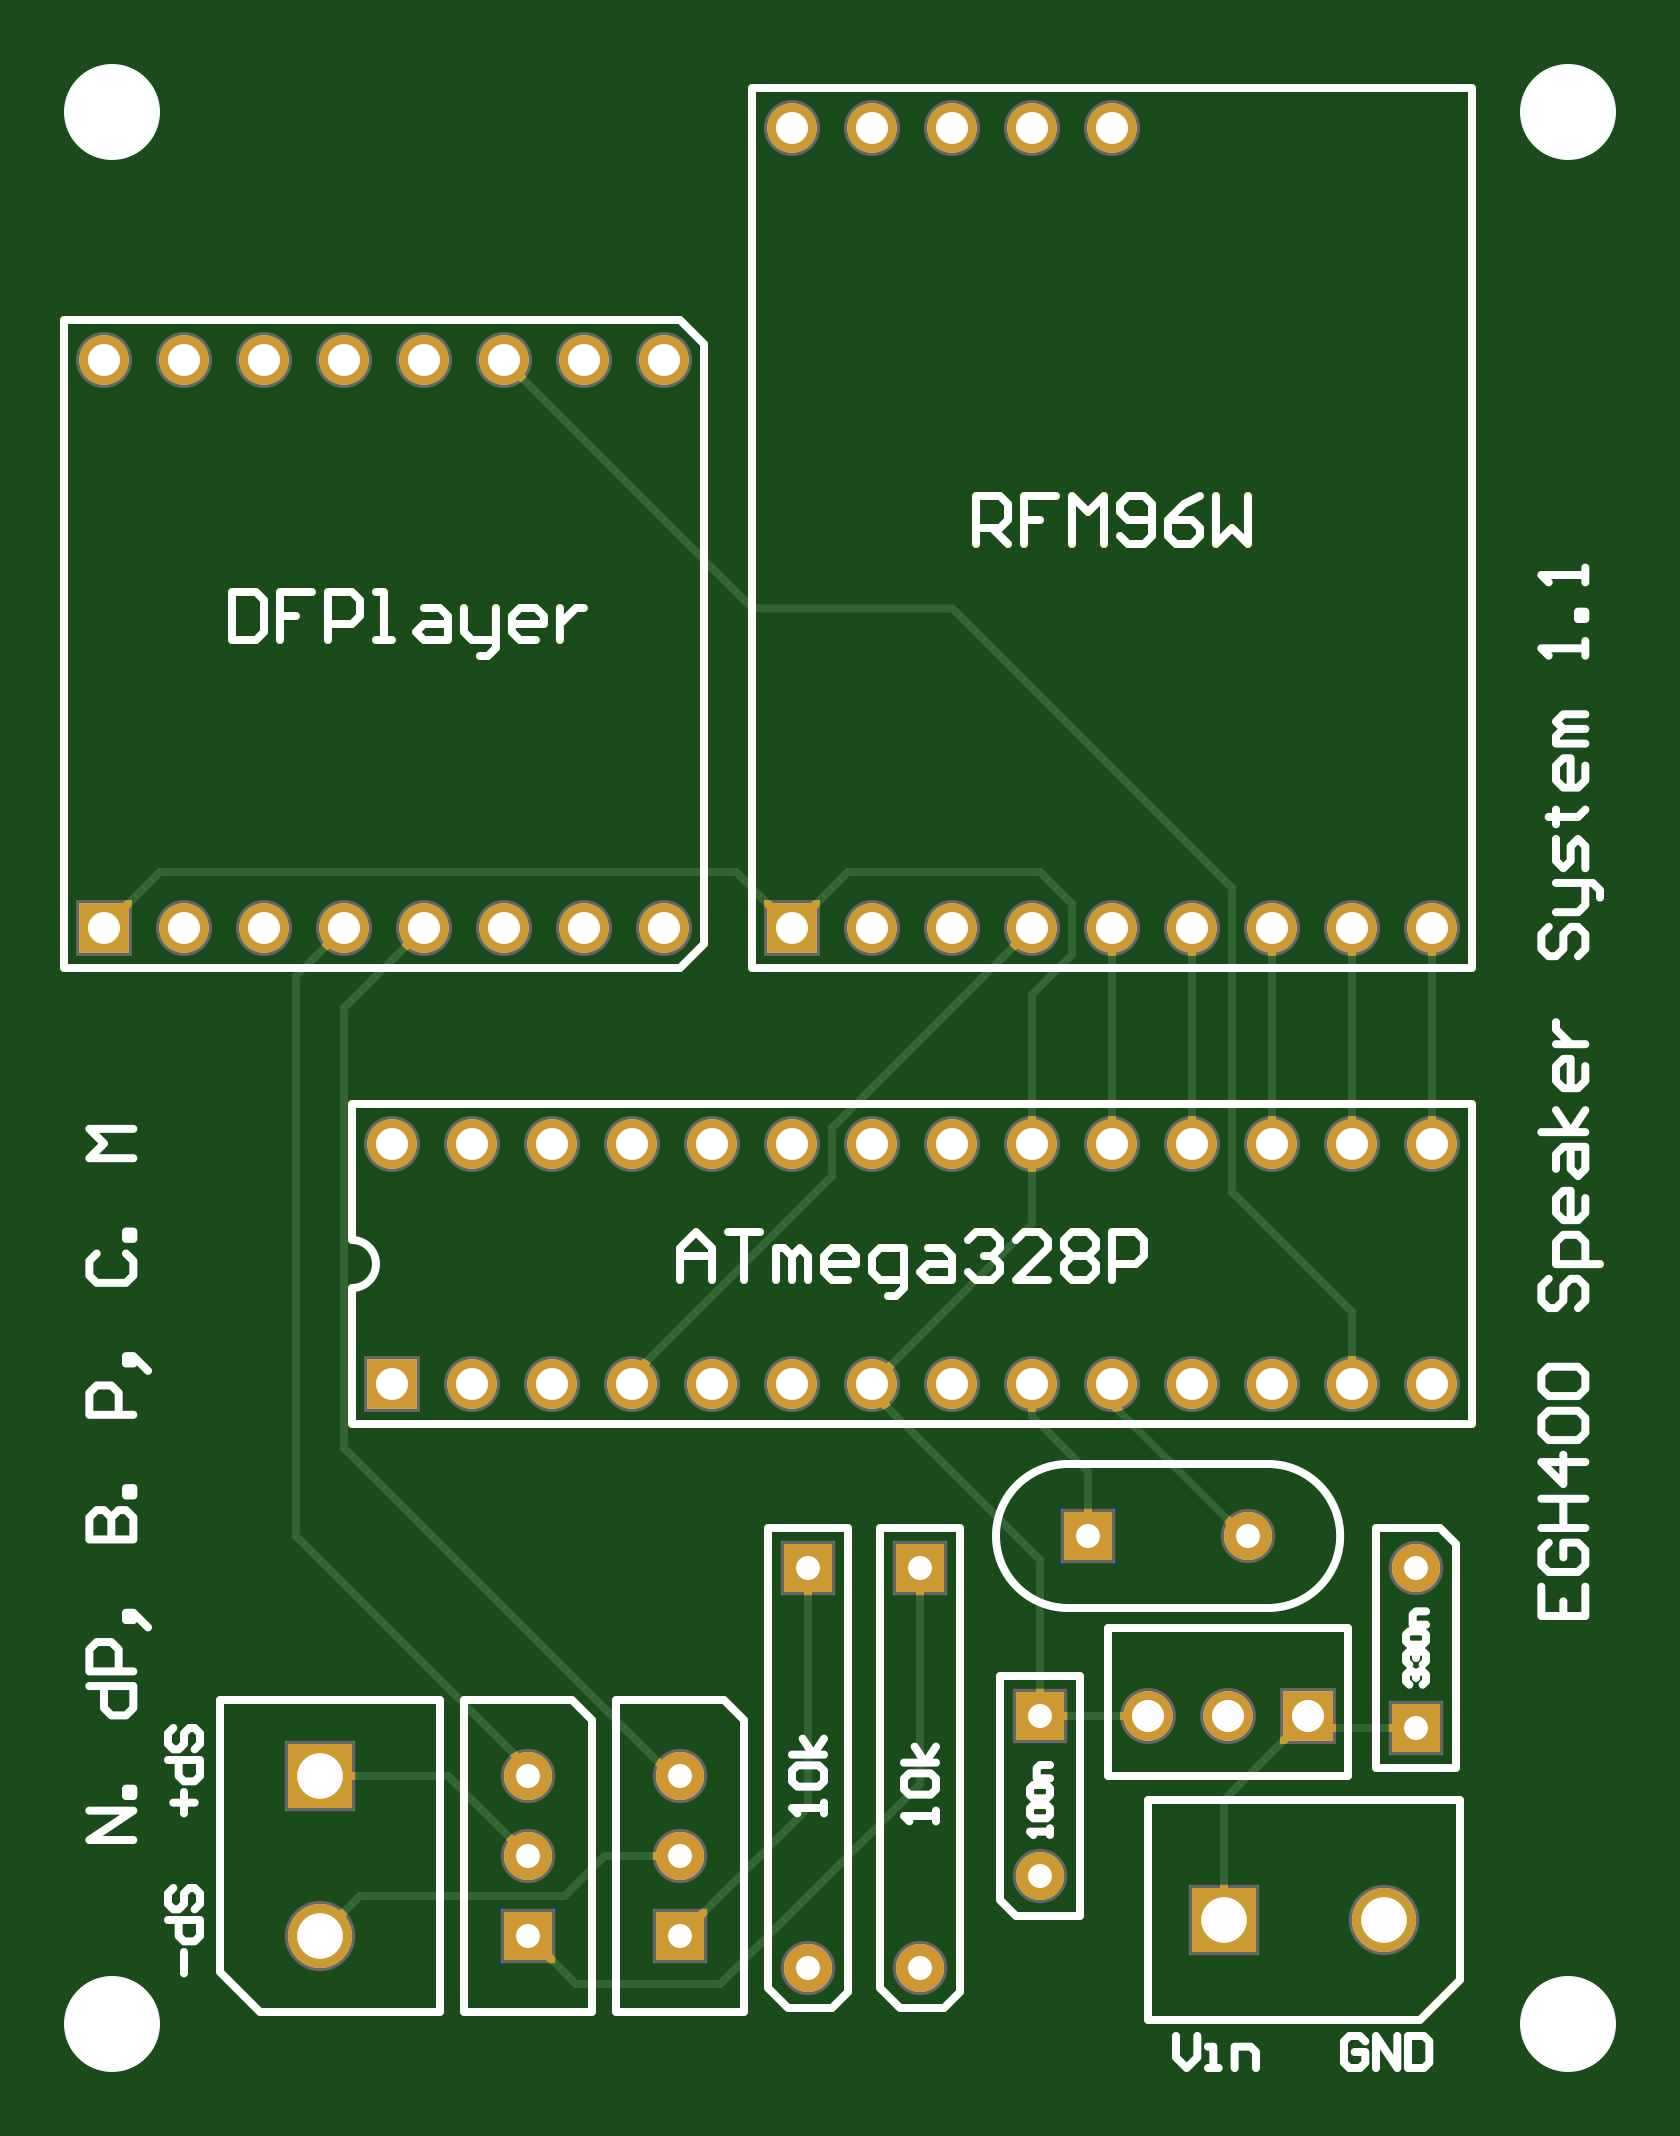 RFM96W
DFPlayer
ATmega328P
EGH400 Speaker System 1.1
N. dP, B. P, C. M
+dS
-dS
10k
10k
100n
330n
Vin
GND